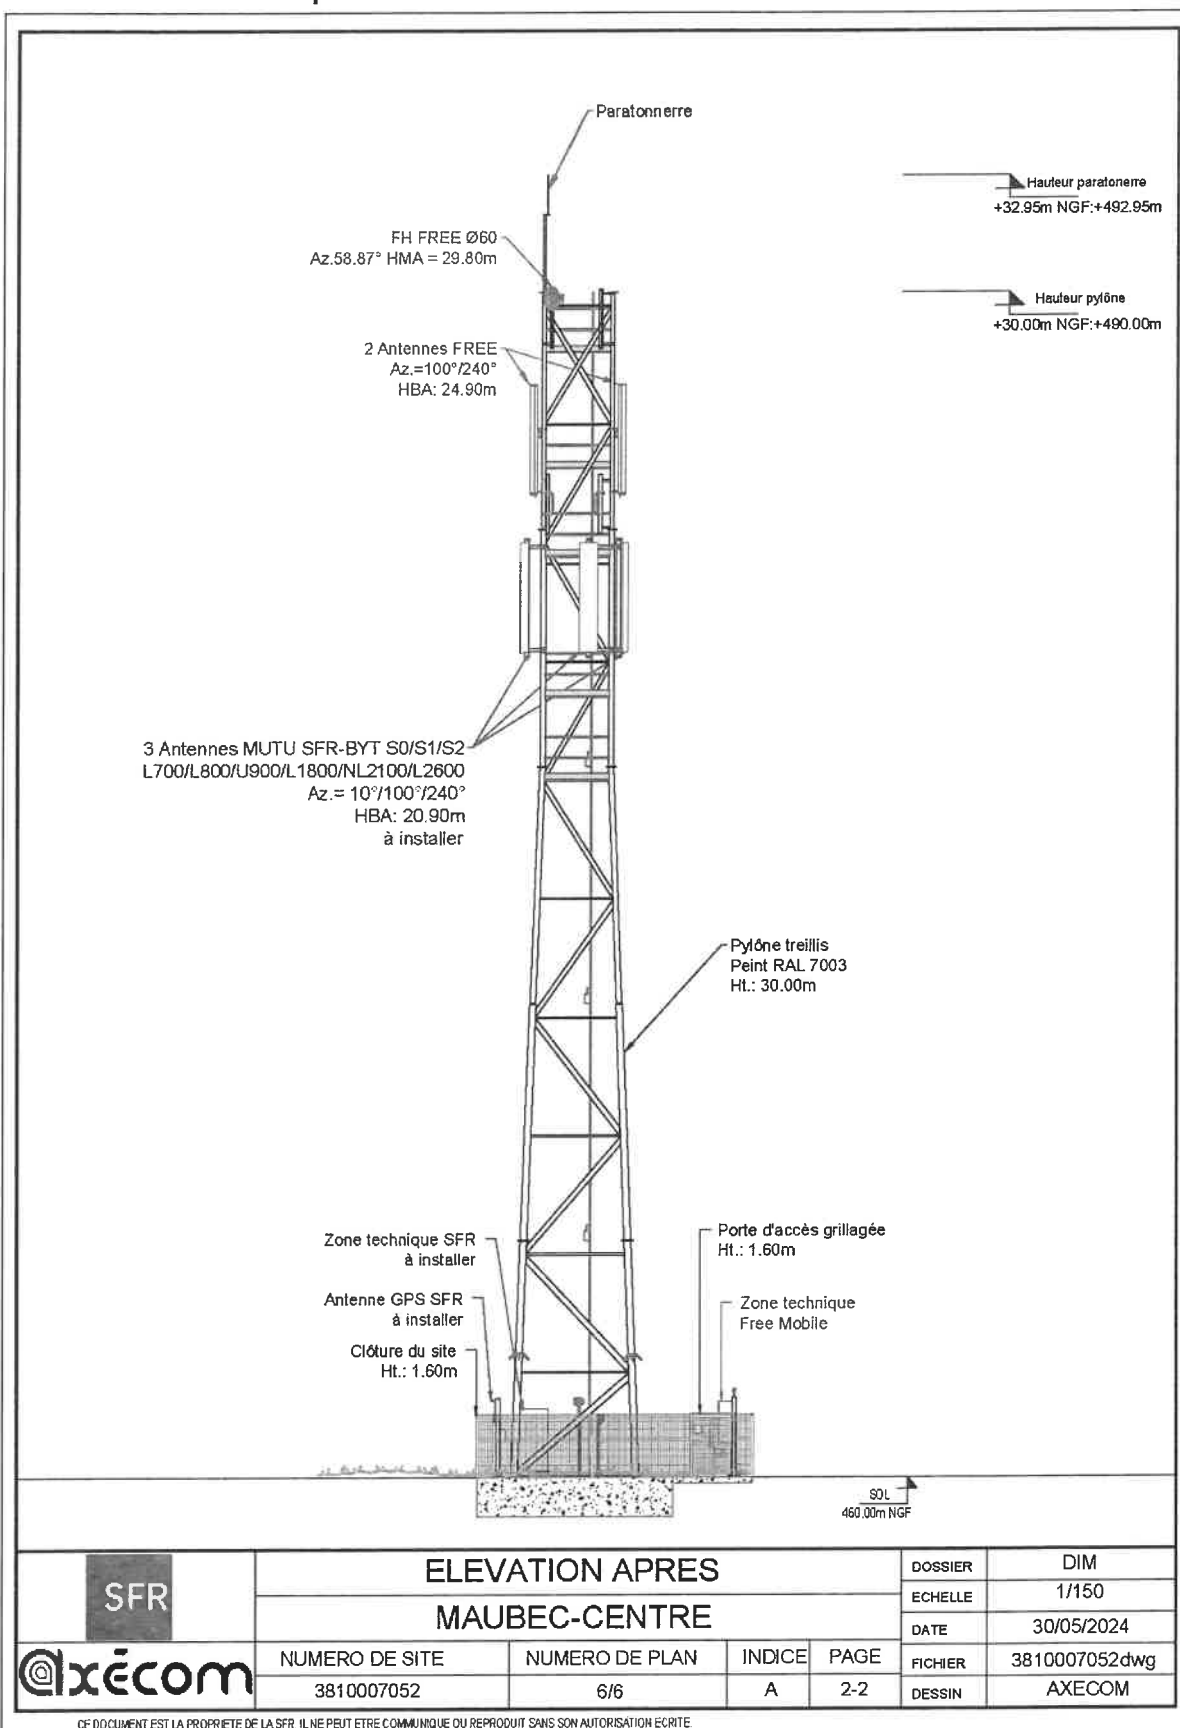 Paratonnerre
Hauteur paratonerre
+32.95m NGF:+492.95m
FH FREE Ø60
Az.58.87° HMA = 29.80m
Hauteur pylône
+30.00m NGF:+490.00m
2 Antennes FREE
Az.=100°/240°
HBA: 24.90m
3 Antennes MUTU SFR-BYT S0/S1/S2
L700/L800/U900/L1800/NL2100/L2600
Az.= 10°/100°/240°
HBA: 20.90m
à installer
Pylône treillis
Peint RAL 7003
Ht.: 30.00m
Zone technique SFR
à installer
Porte d'accès grillagée
Ht.: 1.60m
Antenne GPS SFR
à installer
Zone technique
Free Mobile
Clôture du site
Ht.: 1.60m
SOL
460.00m NGF
SFR
axécom
ELEVATION APRES
MAUBEC-CENTRE
NUMERO DE SITE
NUMERO DE PLAN
INDICE
PAGE
3810007052
6/6
A
2-2
DOSSIER
DIM
ECHELLE
1/150
DATE
30/05/2024
FICHIER
3810007052dwg
DESSIN
AXECOM
CE DOCUMENT EST LA PROPRIETE DE LA SFR IL NE PEUT ETRE COMMUNIQUE OU REPRODUIT SANS SON AUTORISATION ECRITE.